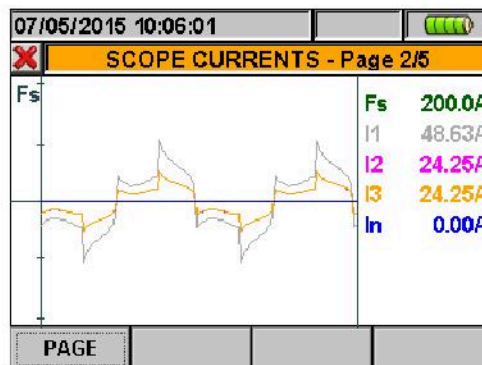 07/05/2015 10:06:01
SCOPE CURRENTS - Page 2/5
Fs
Fs 200.0A
I1 48.63A
I2 24.25A
I3 24.25A
In 0.00A
PAGE